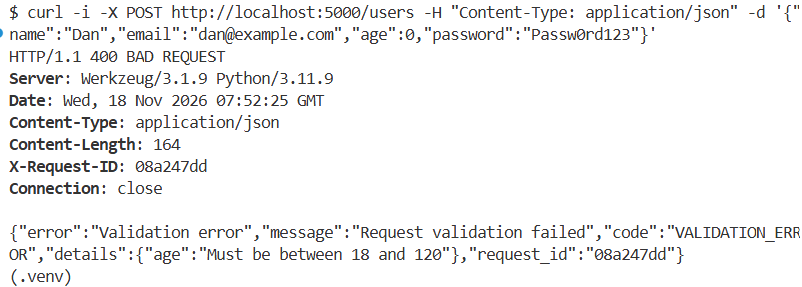 $ curl -i -X POST http://localhost:5000/users -H "Content-Type: application/json" -d '{"
name":"Dan","email":"dan@example.com","age":0,"password":"Passw0rd123"}'
HTTP/1.1 400 BAD REQUEST
Server: Werkzeug/3.1.9 Python/3.11.9
Date: Wed, 18 Nov 2026 07:52:25 GMT
Content-Type: application/json
Content-Length: 164
X-Request-ID: 08a247dd
Connection: close

{"error":"Validation error","message":"Request validation failed","code":"VALIDATION_ERR
OR","details":{"age":"Must be between 18 and 120"},"request_id":"08a247dd"}
(.venv)